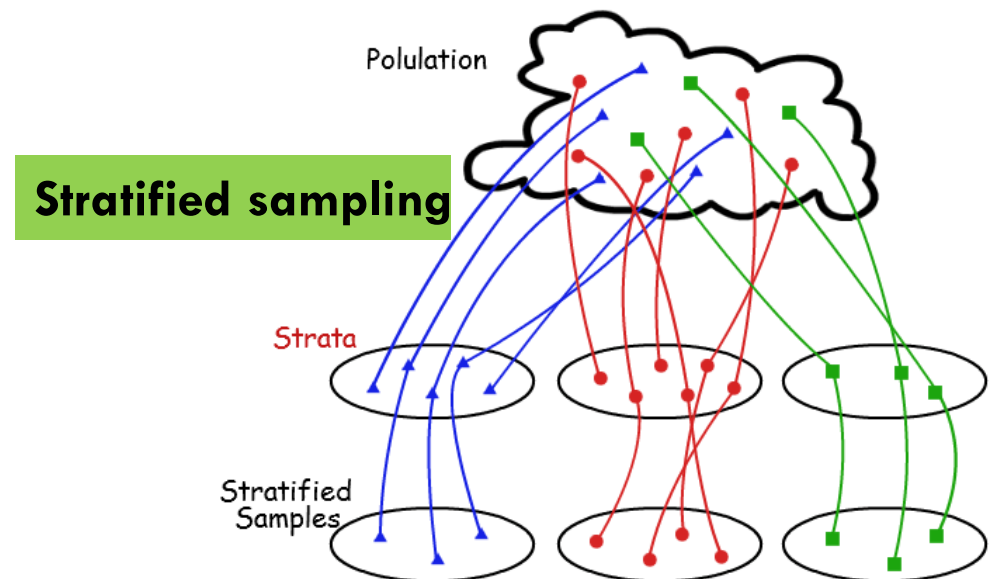 Polulation
Stratified sampling
Strata
Stratified
Samples